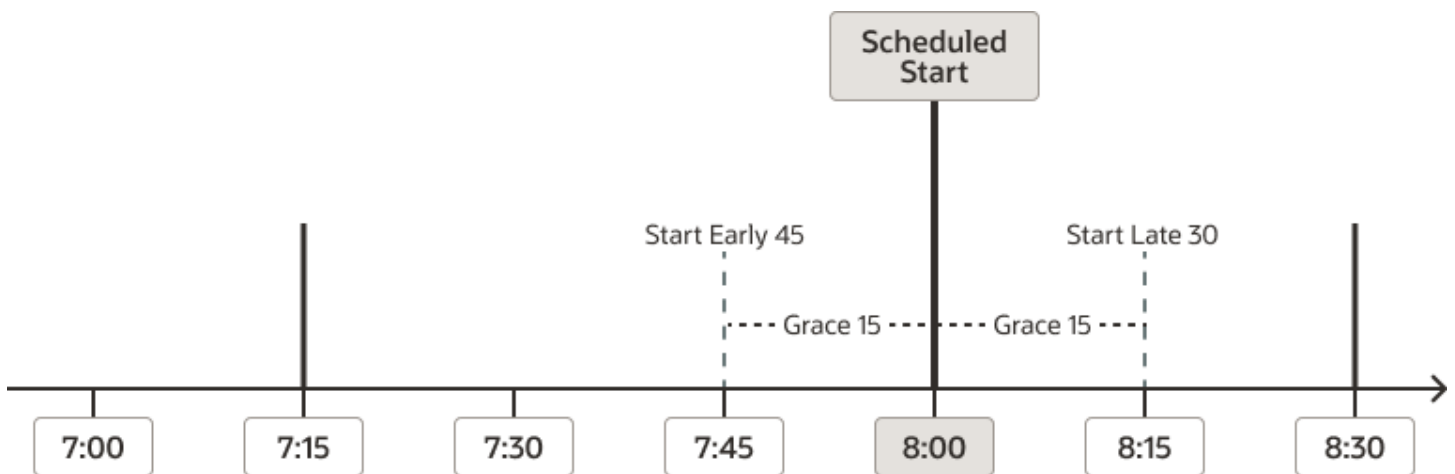 Scheduled
Start
Start Early 45
Start Late 30
Grace 15
Grace 15
7:00
7:15
7:30
7:45
8:00
8:15
8:30